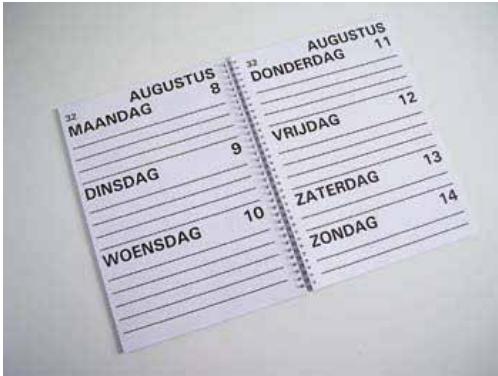 32 AUGUSTUS
MAANDAG 8
DINSDAG 9
WOENSDAG 10
32 AUGUSTUS
DONDERDAG 11
VRIJDAG 12
ZATERDAG 13
ZONDAG 14